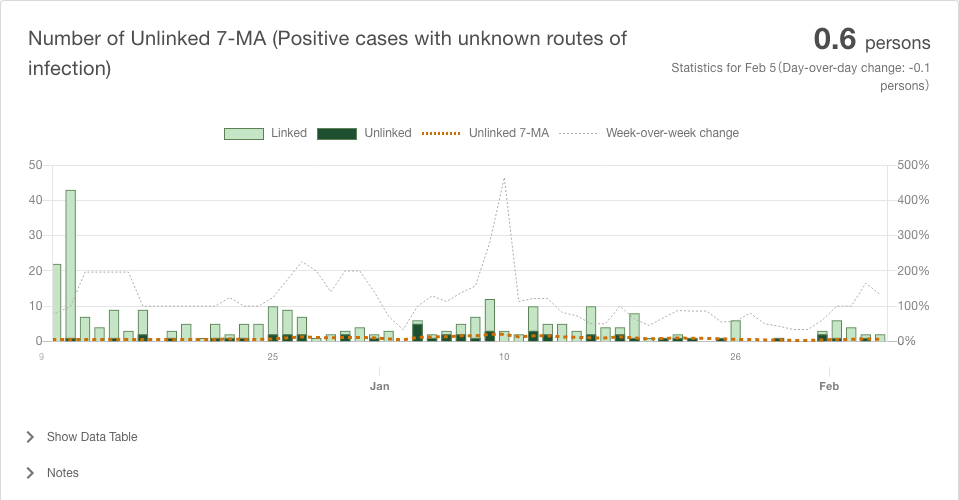 Number of Unlinked 7-MA (Positive cases with unknown routes of
infection)
0.6 persons
Statistics for Feb 5(Day-over-day change: -0.1
persons)
Linked Unlinked Unlinked 7-MA Week-over-week change
50 500%
40 400%
30 300%
20 200%
10 100%
0 0%
9 25 10 26
Jan Feb
Show Data Table
Notes